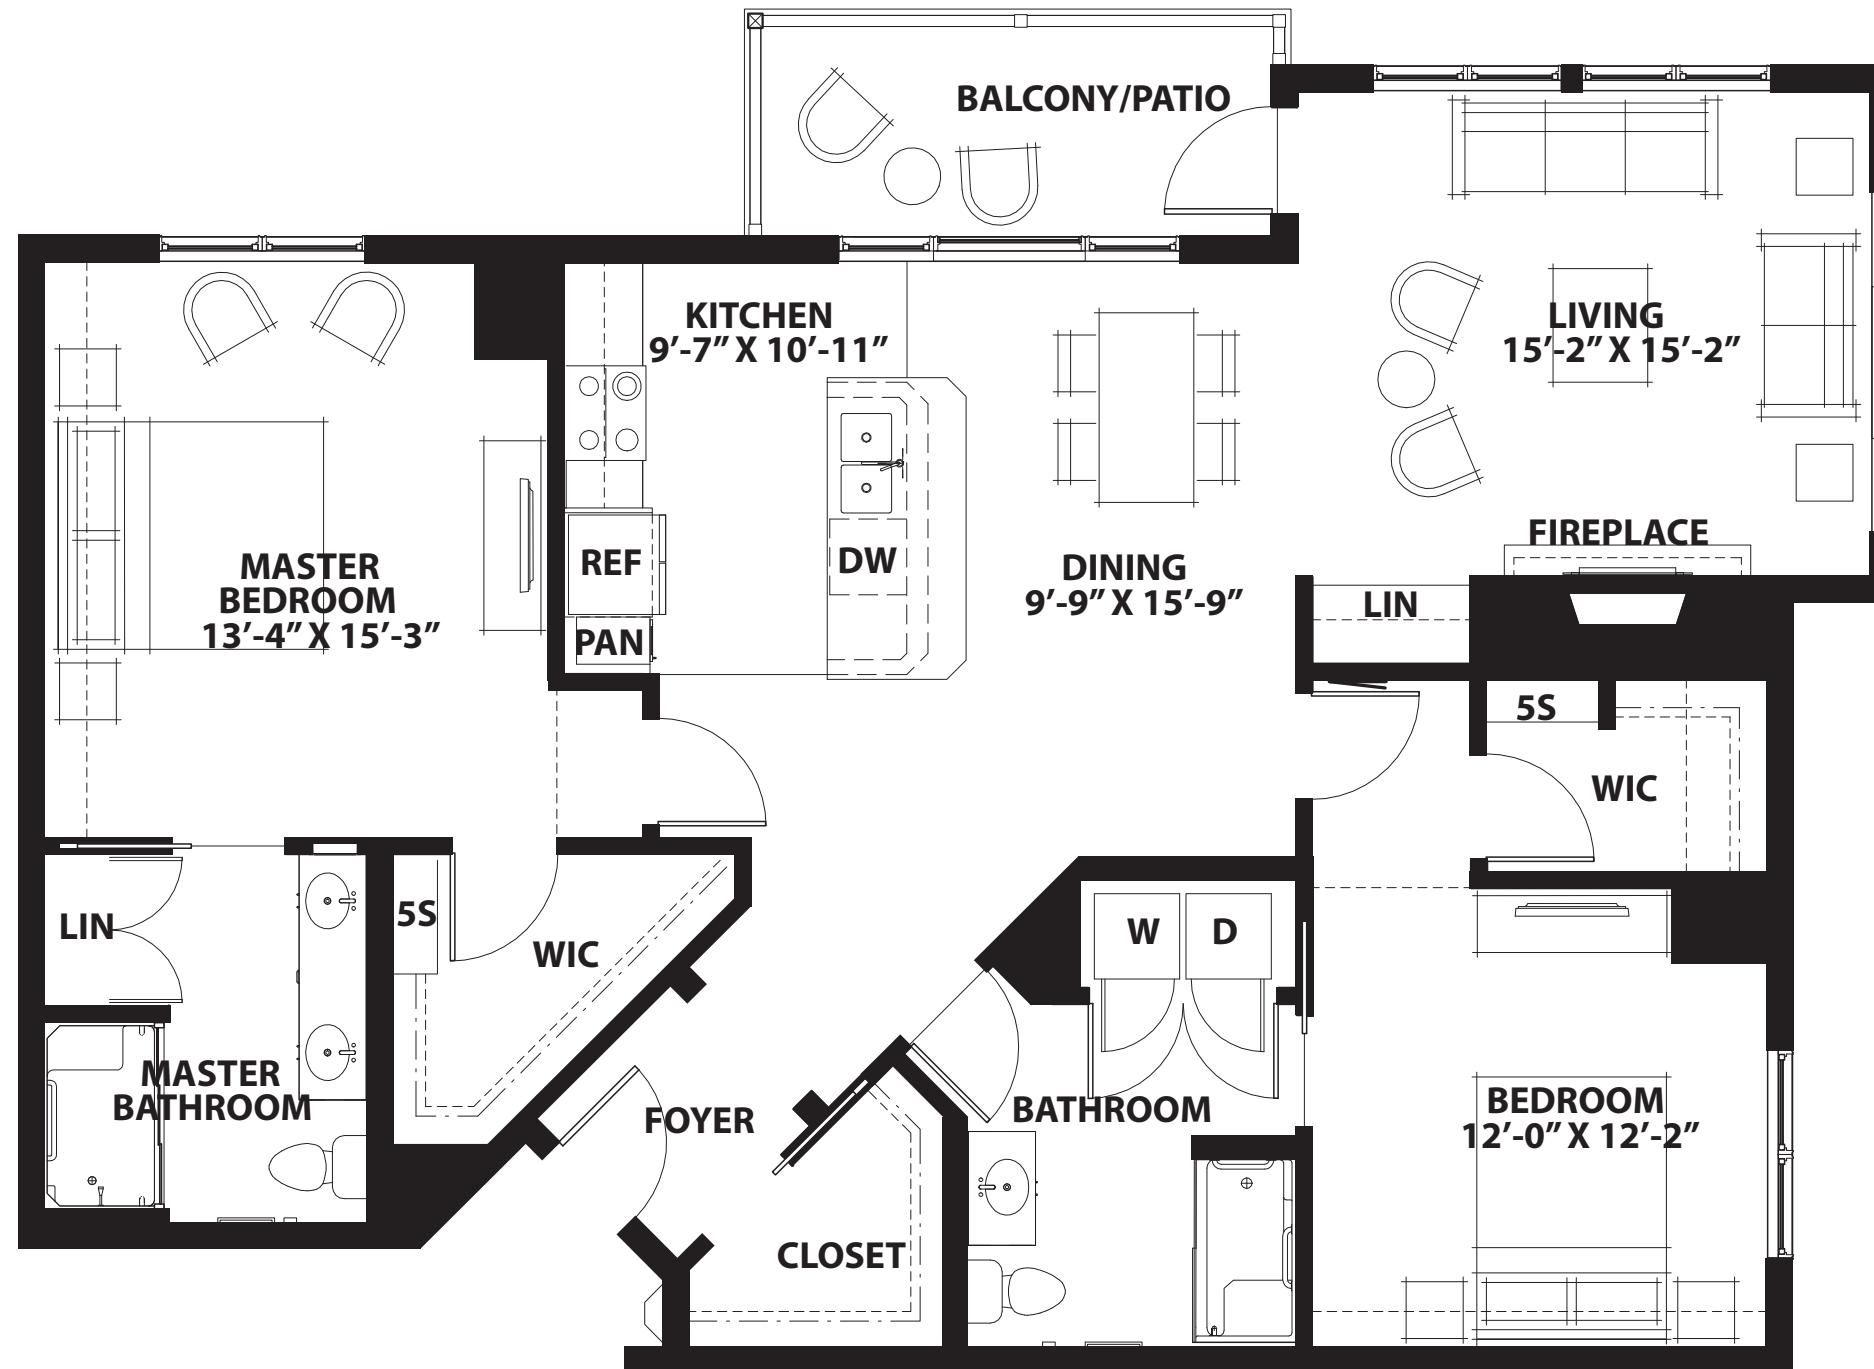 BALCONY/PATIO
KITCHEN
9’-7” X 10’-11”
LIVING
15’-2” X 15’-2”
FIREPLACE
MASTER
BEDROOM
13’-4” X 15’-3”
REF
DW
PAN
DINING
9’-9” X 15’-9”
LIN
5S
WIC
LIN
5S
WIC
W
D
MASTER
BATHROOM
FOYER
BATHROOM
BEDROOM
12’-0” X 12’-2”
CLOSET